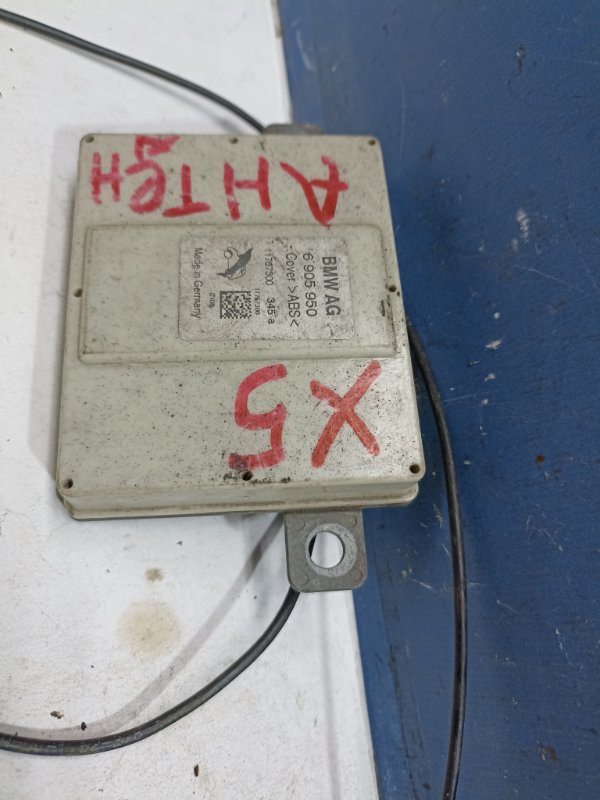 X5
АНТеН
BMW AG
6 905 950
Cover >ABS<
345 a
Made in Germany